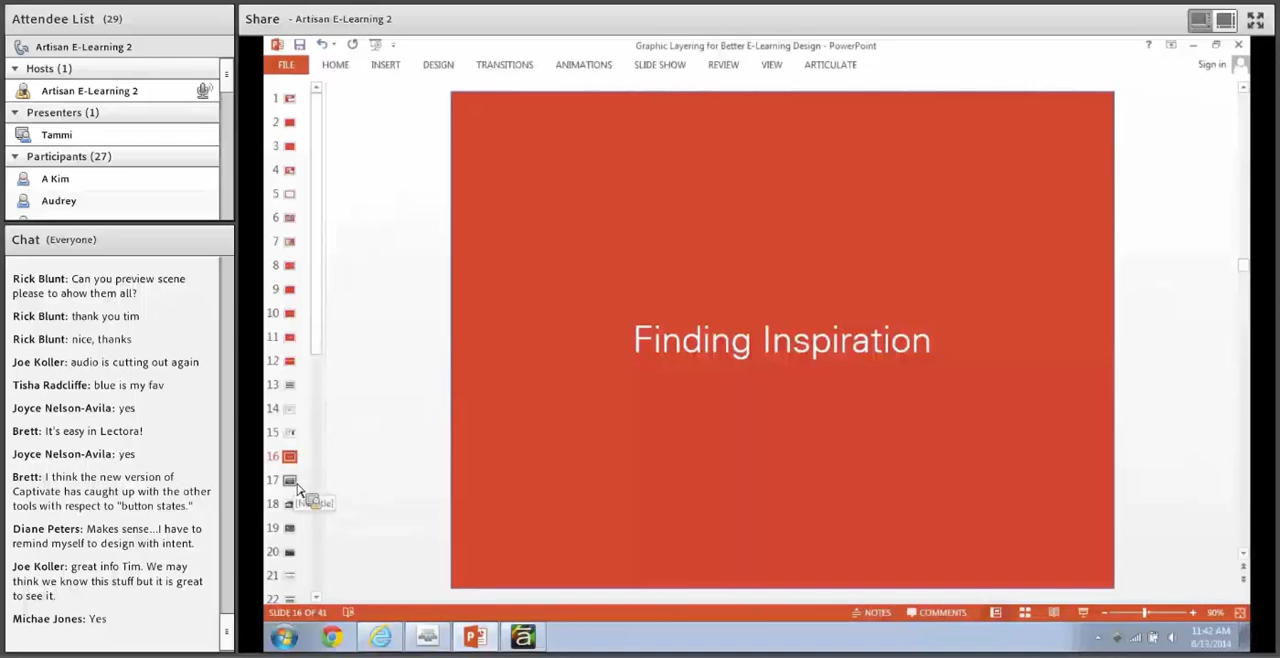 Attendee List (29)
Artisan E-Learning 2
Hosts (1)
Artisan E-Learning 2
Presenters (1)
Tammi
Participants (27)
A Kim
Audrey
Chat (Everyone)
Rick Blunt: Can you preview scene
please to ahow them all?
Rick Blunt: thank you tim
Rick Blunt: nice, thanks
Joe Koller: audio is cutting out again
Tisha Radcliffe: blue is my fav
Joyce Nelson-Avila: yes
Brett: It's easy in Lectora!
Joyce Nelson-Avila: yes
Brett: I think the new version of
Captivate has caught up with the other
tools with respect to "button states."
Diane Peters: Makes sense...I have to
remind myself to design with intent.
Joe Koller: great info Tim. We may
think we know this stuff but it is great
to see it.
Michae Jones: Yes
Share - Artisan E-Learning 2
Graphic Layering for Better E-Learning Design - PowerPoint
?
FILE HOME INSERT DESIGN TRANSITIONS ANIMATIONS SLIDE SHOW REVIEW VIEW ARTICULATE
Sign in
1
2
3
4
5
6
7
8
9
10
11
12
13
14
15
16
17
18
19
20
21
22
Finding Inspiration
SLIDE 16 OF 41
NOTES COMMENTS
90%
11:42 AM
6/13/2014